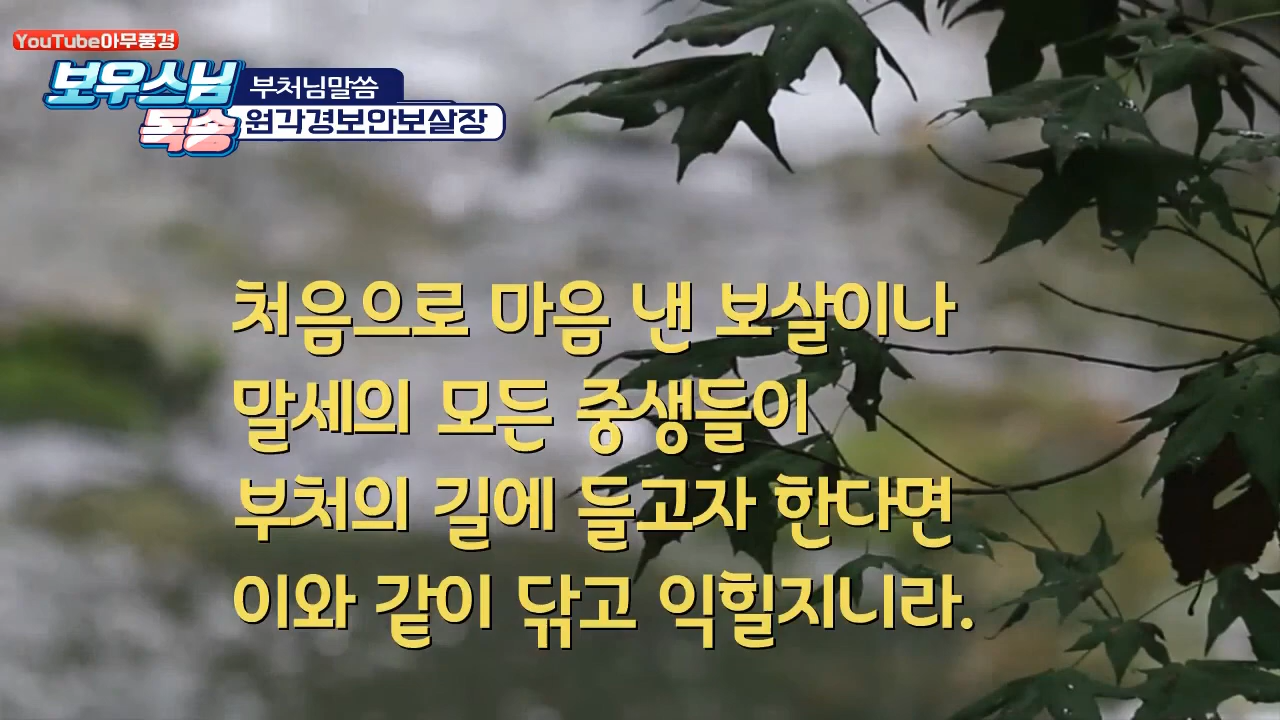 YouTube아무풍경
보우스님 부처님말씀
독송 원각경보안보살장
처음으로 마음 낸 보살이나
말세의 모든 중생들이
부처의 길에 들고자 한다면
이와 같이 닦고 익힐지니라.